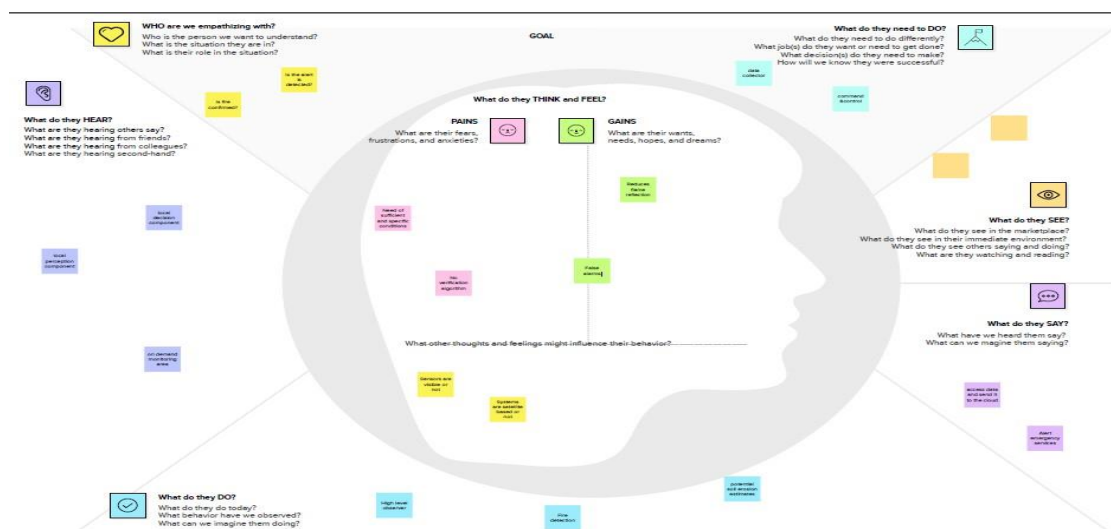 WHO are we empathizing with?
Who is the person we want to understand?
What is the situation they are in?
What is their role in the situation?
Is the alert
is
detected?
Is the
confirmed?
GOAL
What do they need to DO?
What do they need to do differently?
What job(s) do they want or need to get done?
What decision(s) do they need to make?
How will we know they were successful?
data
collector
command
&control
What do they HEAR?
What are they hearing others say?
What are they hearing from friends?
What are they hearing from colleagues?
What are they hearing second-hand?
local
decision
component
local
perception
component
on demand
monitoring
area
What do they THINK and FEEL?
PAINS
What are their fears,
frustrations, and anxieties?
GAINS
What are their wants,
needs, hopes, and dreams?
Need of
sufficient
and specific
conditions
No
verification
algorithm
Reduces
flame
reflection
False
alarms
What other thoughts and feelings might influence their behavior?
Sensors are
visible or
not
Systems
are satellite
based or
not
What do they SEE?
What do they see in the marketplace?
What do they see in their immediate environment?
What do they see others saying and doing?
What are they watching and reading?
What do they SAY?
What have we heard them say?
What can we magine them saying?
access data
and send it
to the cloud
Alert
emergency
services
What do they DO?
What do they do today?
What behavior have we observed?
What can we imagine them doing?
High level
observer
Fire
detection
potential
soil erosion
estimates